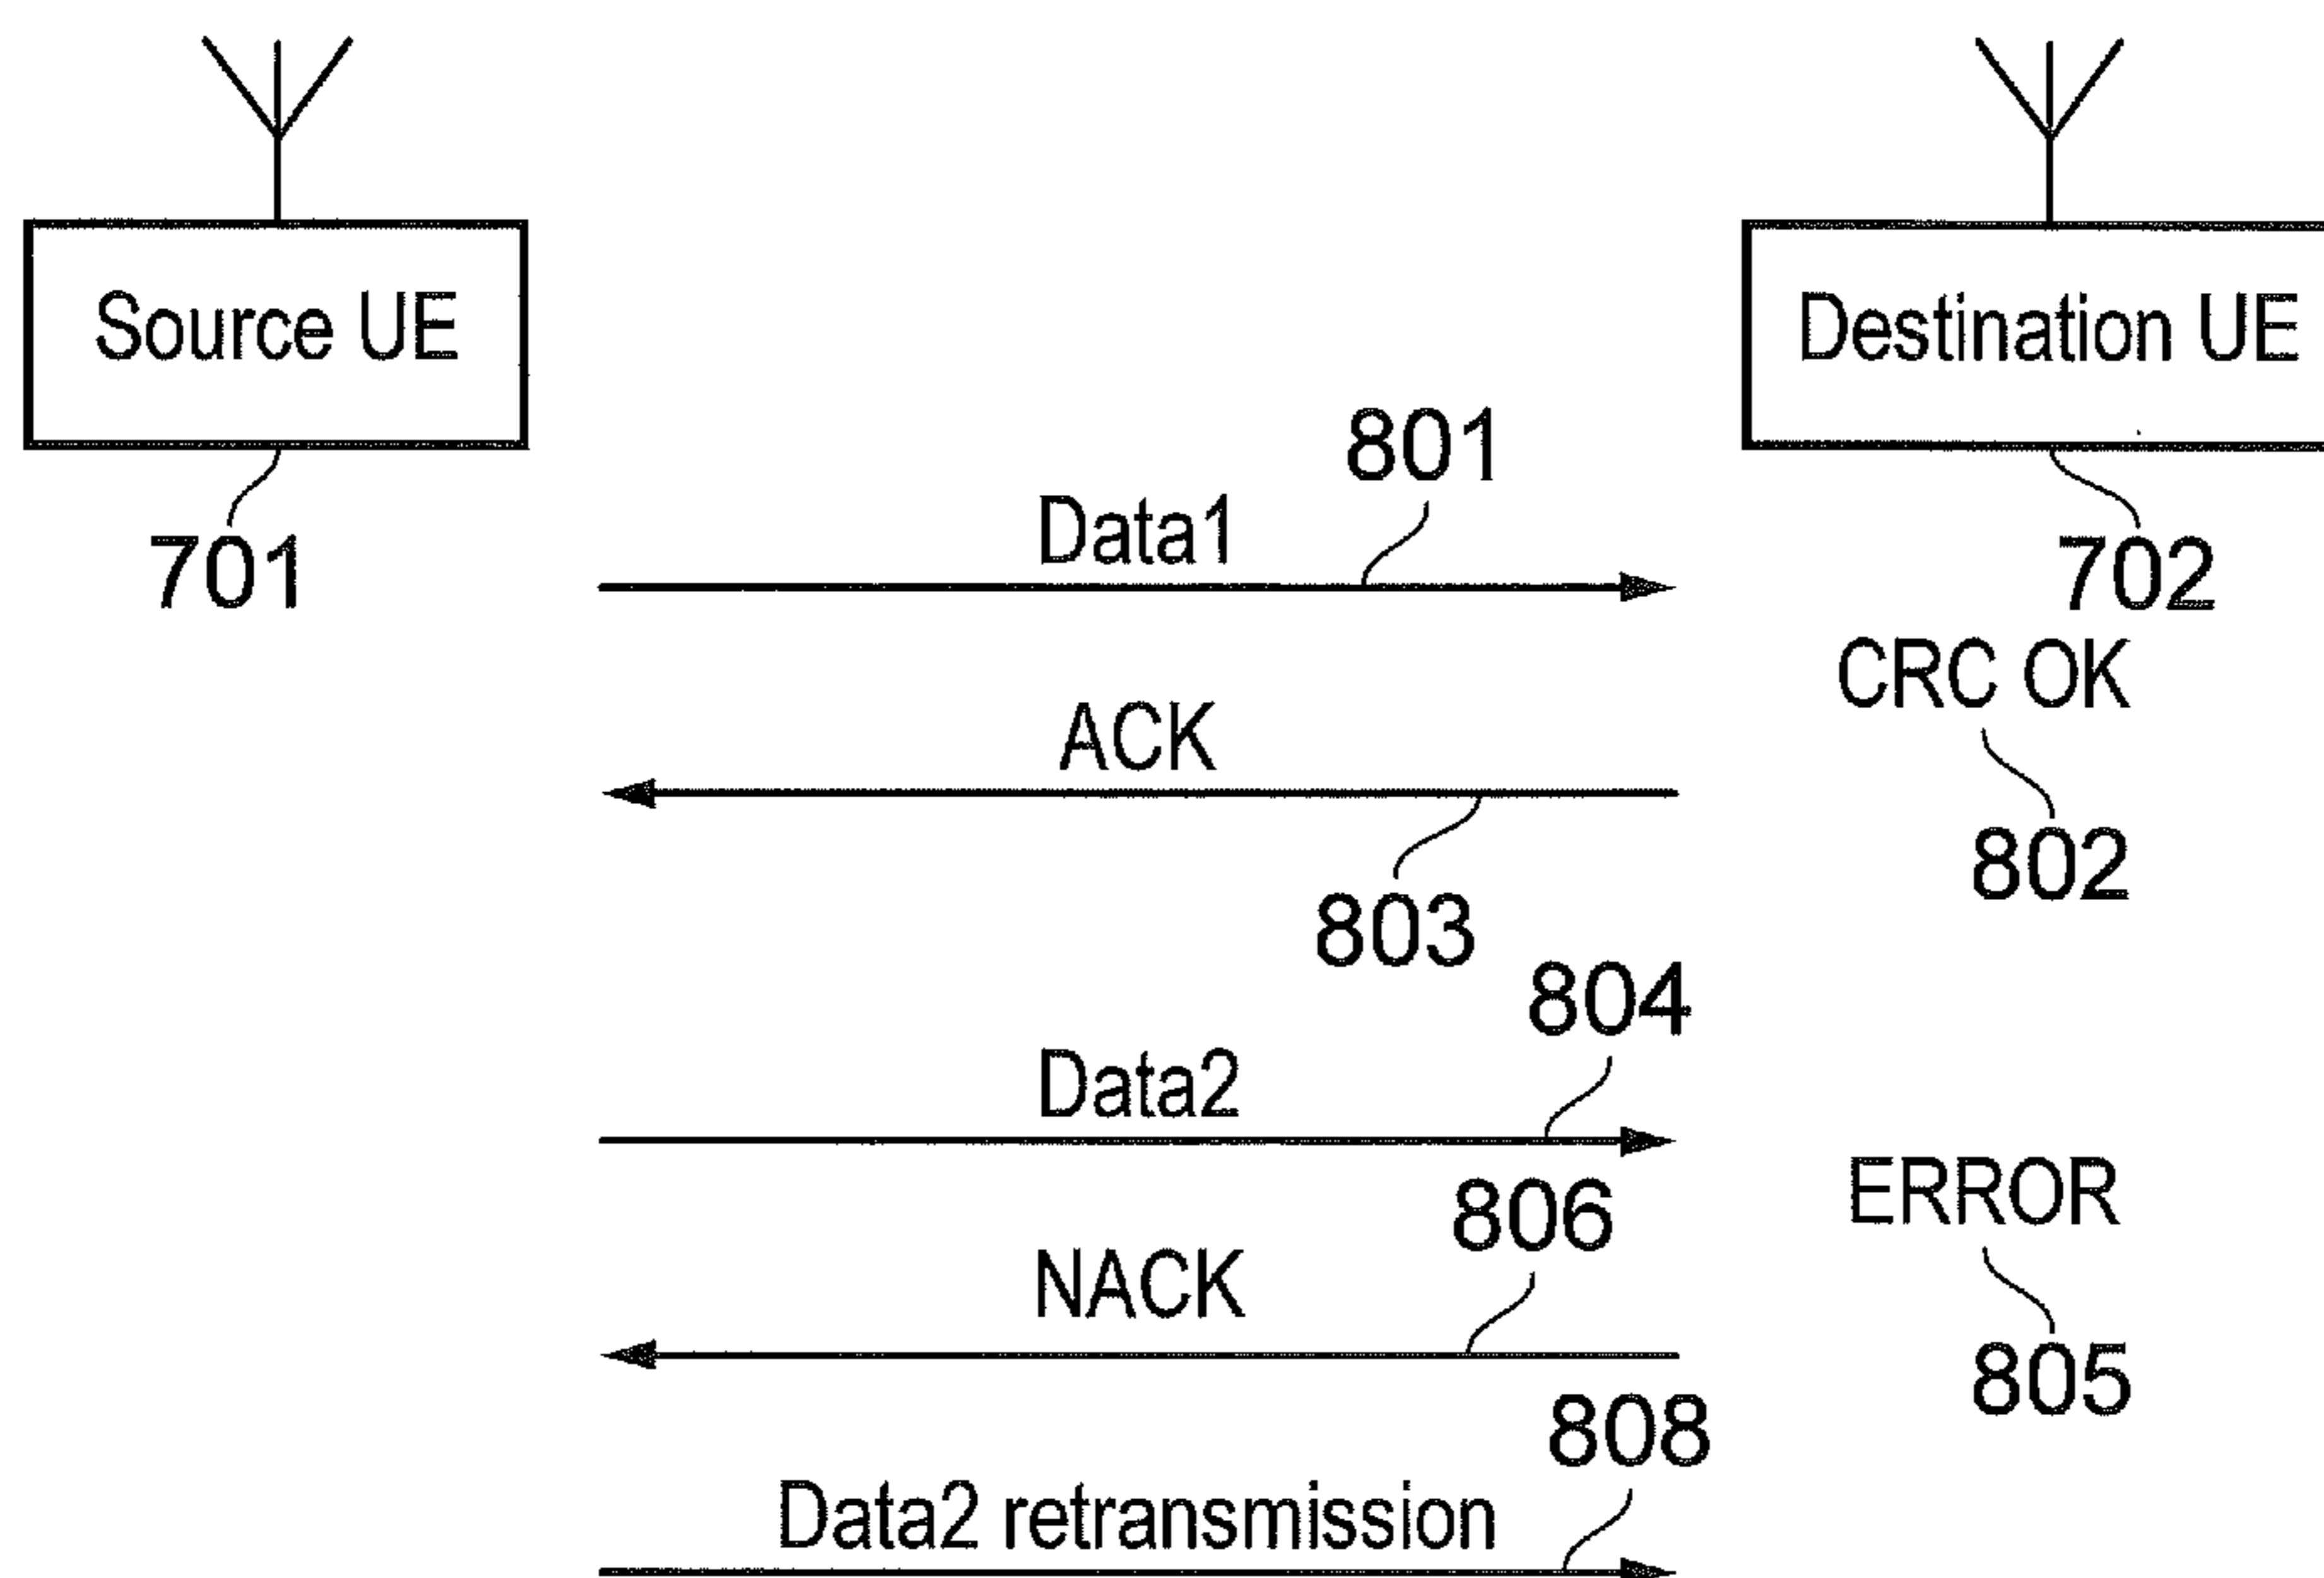 Source UE
Destination UE
701
702
801
Data1
CRC OK
802
ACK
803
804
Data2
ERROR
805
806
NACK
808
Data2 retransmission